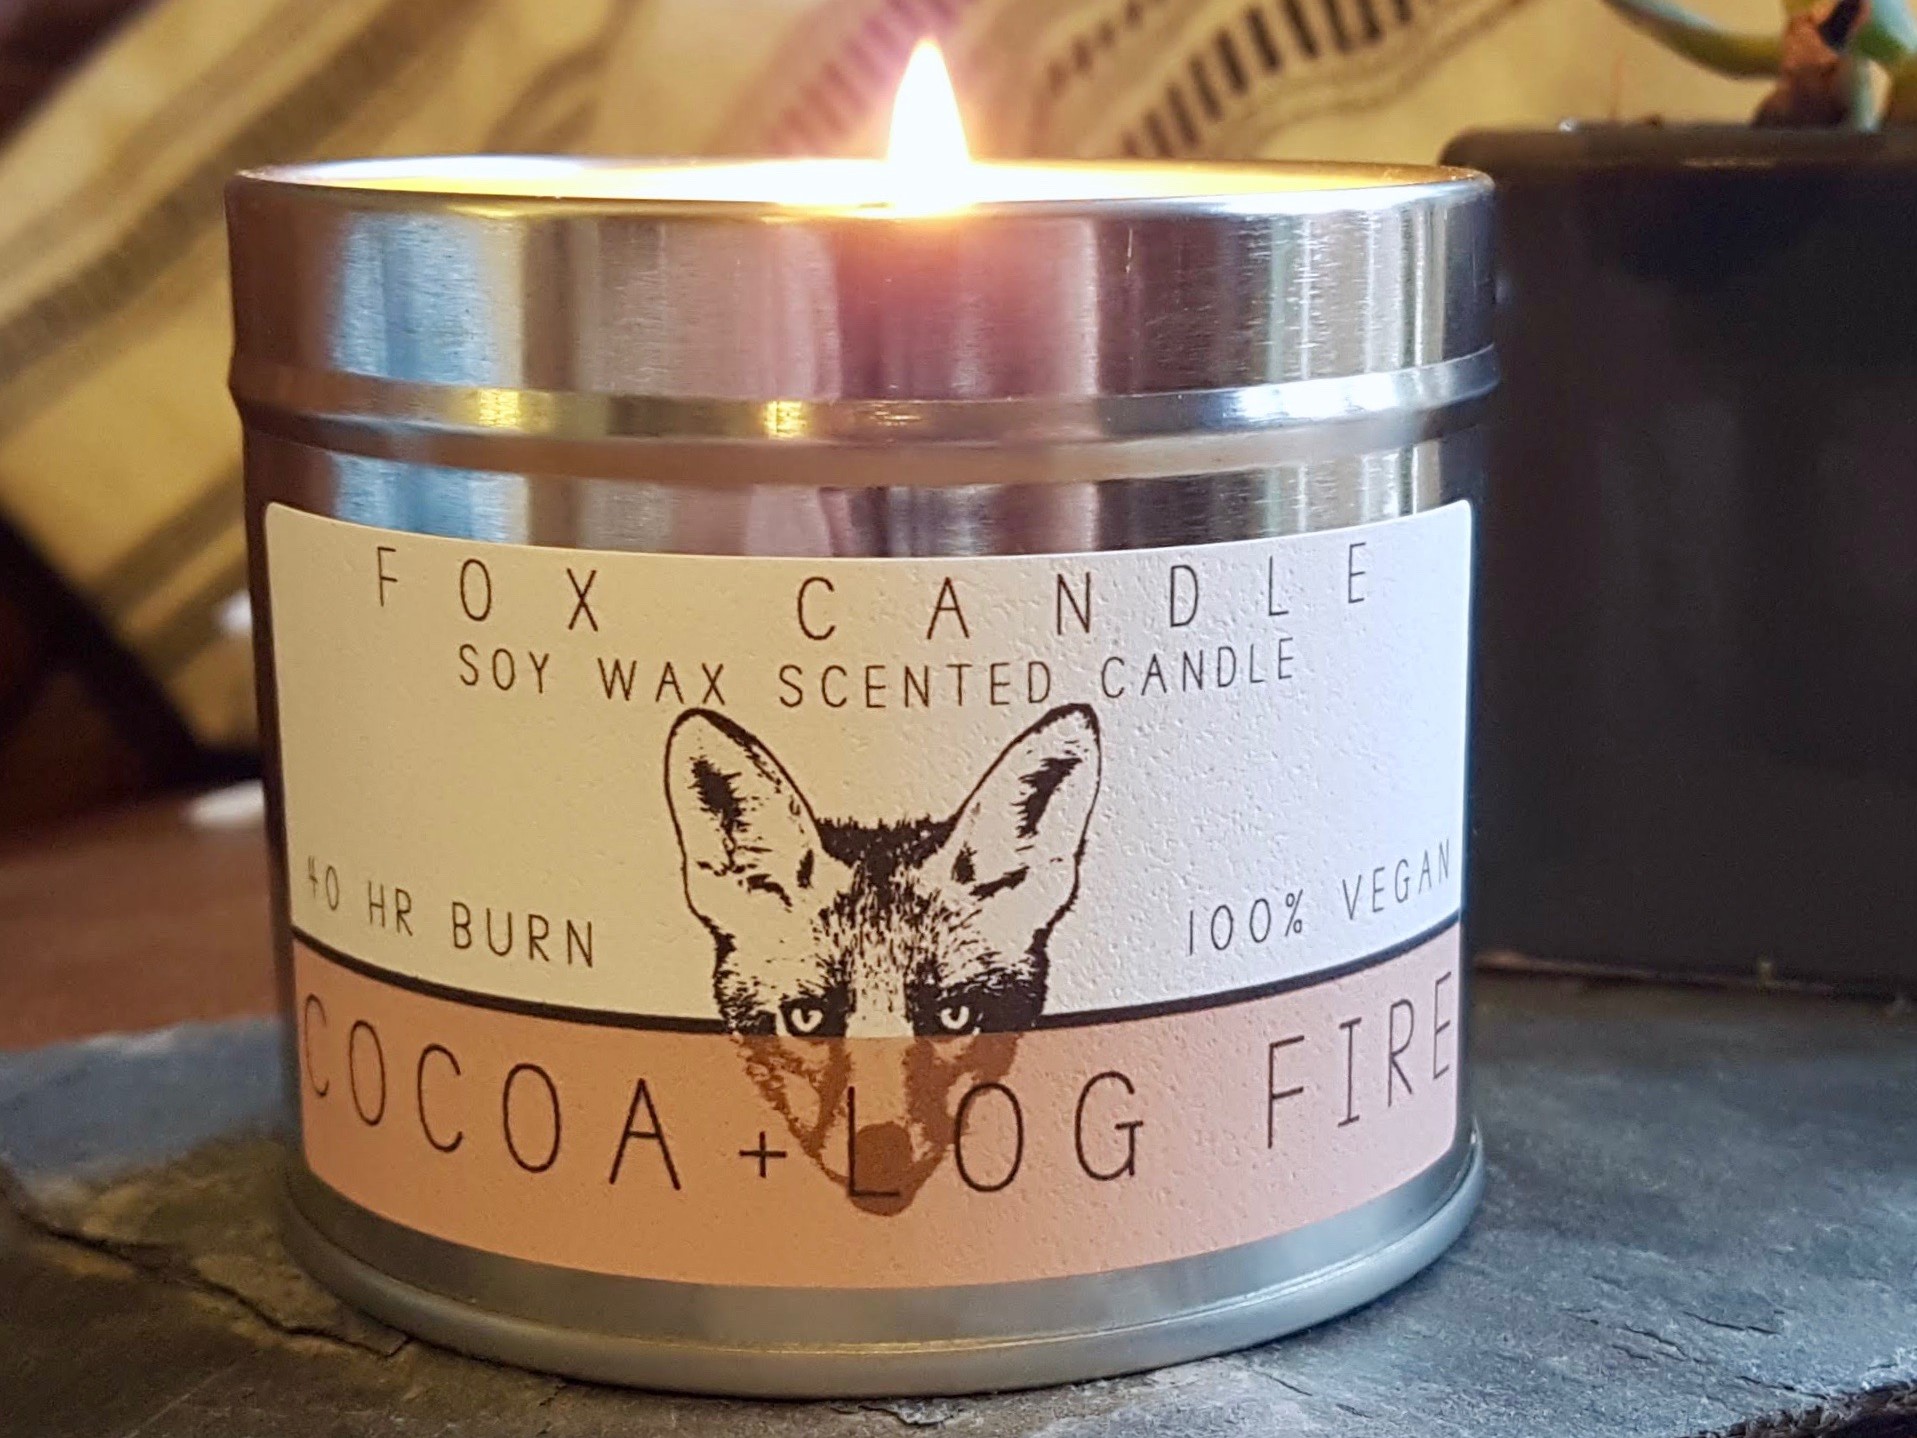 FOX CANDLE
SOY WAX SCENTED CANDLE
40 HR BURN
100% VEGAN
COCOA + LOG FIRE